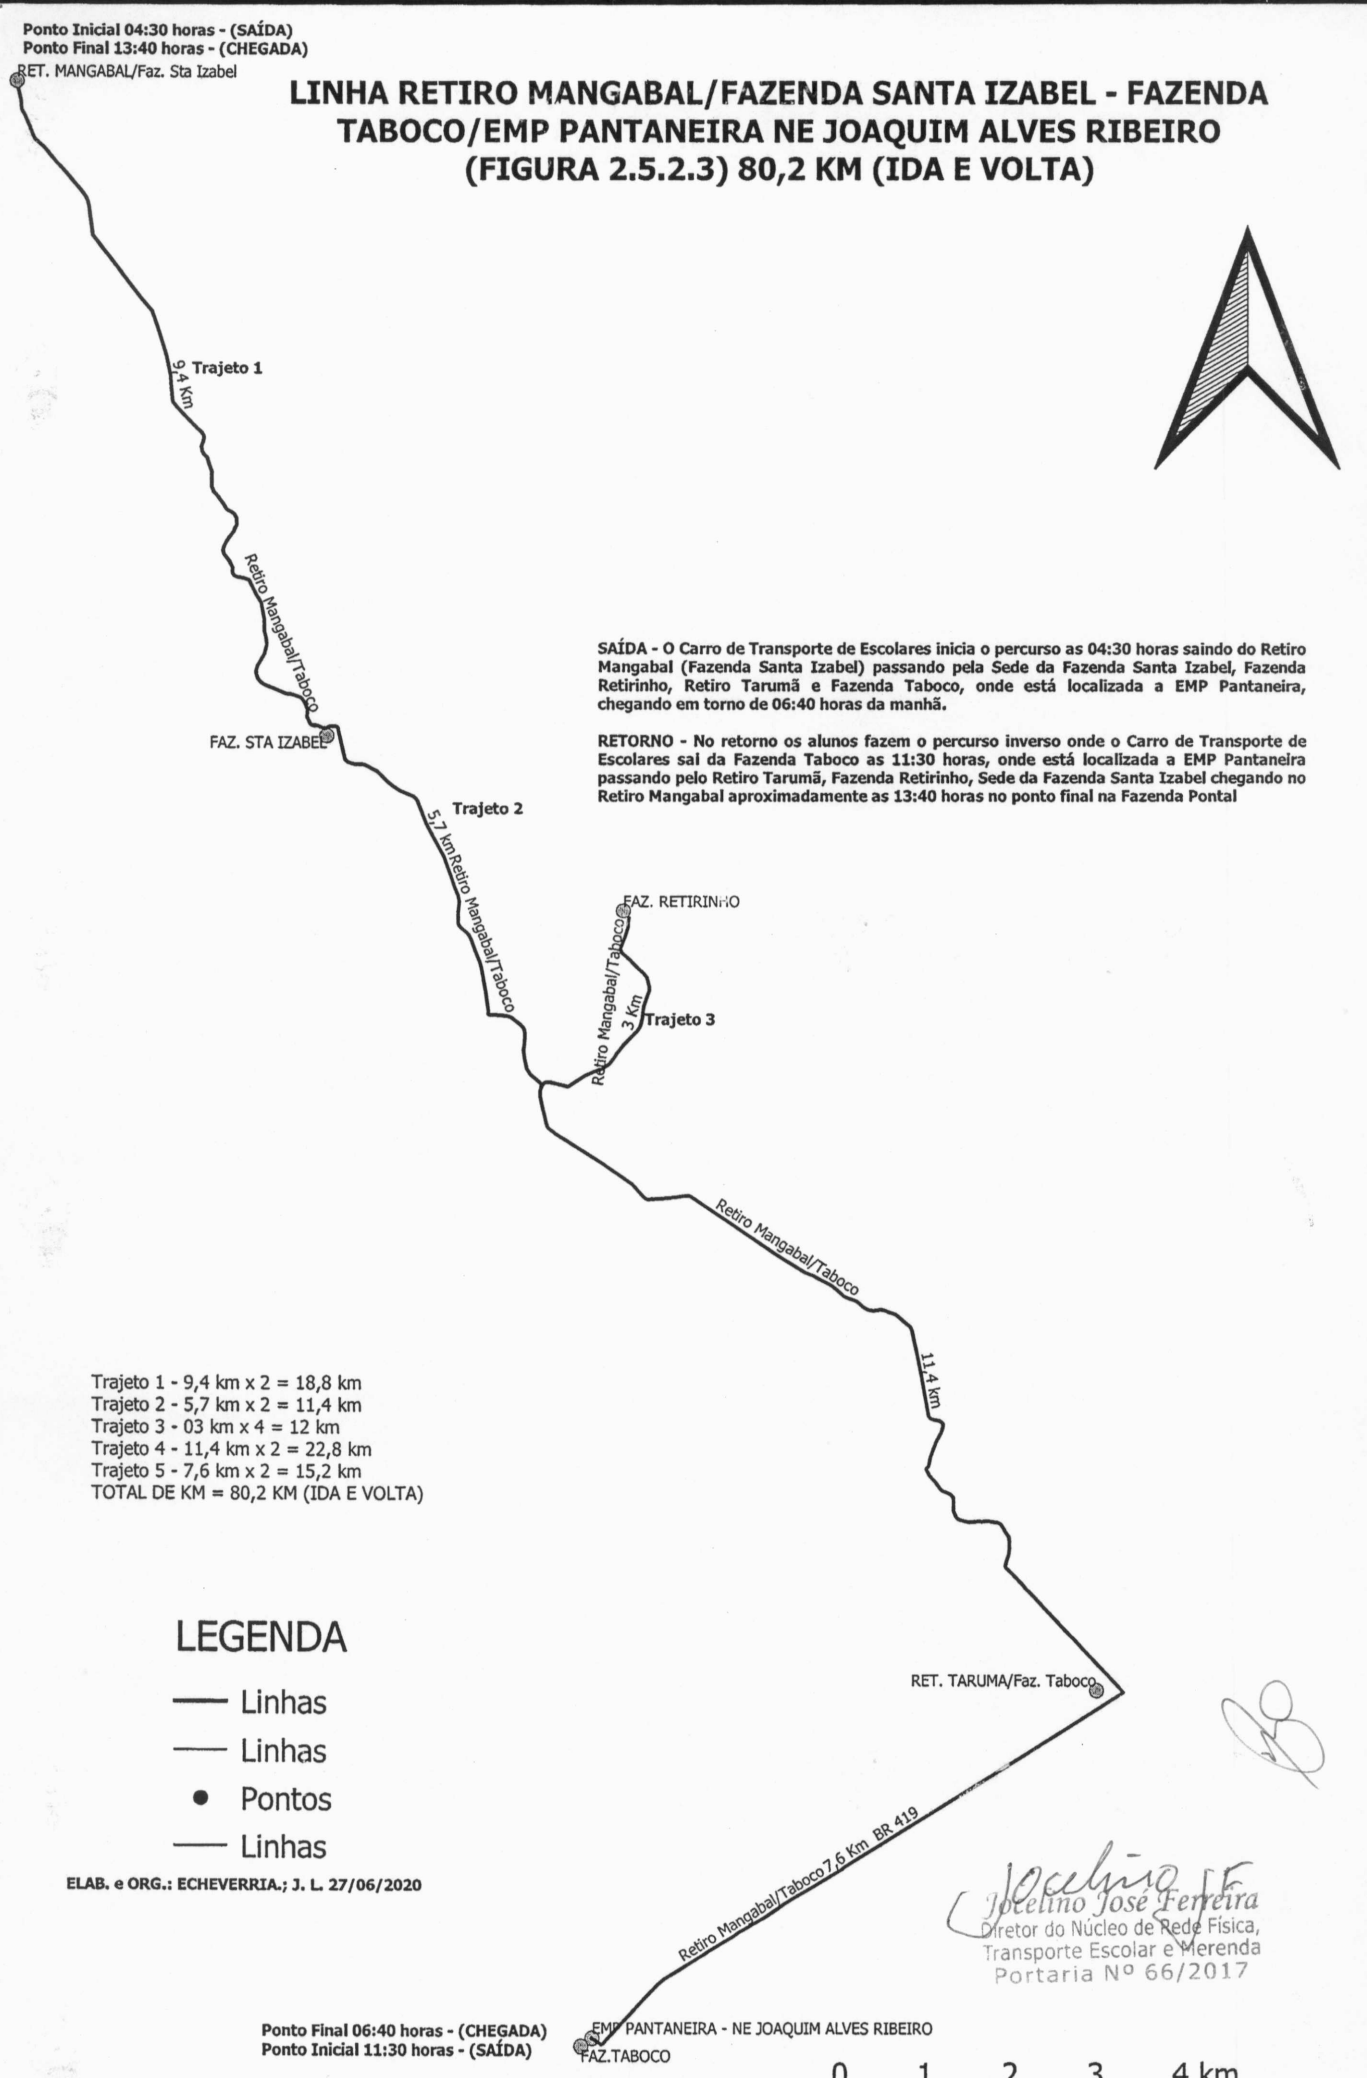 Ponto Inicial 04:30 horas - (SAÍDA)
Ponto Final 13:40 horas - (CHEGADA)
RET. MANGABAL/Faz. Sta Izabel
LINHA RETIRO MANGABAL/FAZENDA SANTA IZABEL - FAZENDA
TABOCO/EMP PANTANEIRA NE JOAQUIM ALVES RIBEIRO
(FIGURA 2.5.2.3) 80,2 KM (IDA E VOLTA)
9,4 Km
Trajeto 1
Retiro Mangabal/Taboco
FAZ. STA IZABEL
SAÍDA - O Carro de Transporte de Escolares inicia o percurso as 04:30 horas saindo do Retiro
Mangabal (Fazenda Santa Izabel) passando pela Sede da Fazenda Santa Izabel, Fazenda
Retirinho, Retiro Tarumã e Fazenda Taboco, onde está localizada a EMP Pantaneira,
chegando em torno de 06:40 horas da manhã.
RETORNO - No retorno os alunos fazem o percurso inverso onde o Carro de Transporte de
Escolares sai da Fazenda Taboco as 11:30 horas, onde está localizada a EMP Pantaneira
passando pelo Retiro Tarumã, Fazenda Retirinho, Sede da Fazenda Santa Izabel chegando no
Retiro Mangabal aproximadamente as 13:40 horas no ponto final na Fazenda Pontal
Trajeto 2
5,7 km Retiro Mangabal/Taboco
FAZ. RETIRINHO
Retiro Mangabal/Taboco
3 Km
Trajeto 3
Retiro Mangabal/Taboco
11,4 km
Trajeto 1 - 9,4 km x 2 = 18,8 km
Trajeto 2 - 5,7 km x 2 = 11,4 km
Trajeto 3 - 03 km x 4 = 12 km
Trajeto 4 - 11,4 km x 2 = 22,8 km
Trajeto 5 - 7,6 km x 2 = 15,2 km
TOTAL DE KM = 80,2 KM (IDA E VOLTA)
LEGENDA
Linhas
Linhas
Pontos
Linhas
RET. TARUMA/Faz. Taboco
Retiro Mangabal/Taboco 7,6 Km BR 419
ELAB. e ORG.: ECHEVERRIA.; J. L. 27/06/2020
Jocelino José Ferreira
Diretor do Núcleo de Rede Física,
Transporte Escolar e Merenda
Portaria Nº 66/2017
Ponto Final 06:40 horas - (CHEGADA)
Ponto Inicial 11:30 horas - (SAÍDA)
EMP PANTANEIRA - NE JOAQUIM ALVES RIBEIRO
FAZ.TABOCO
0 1 2 3 4 km